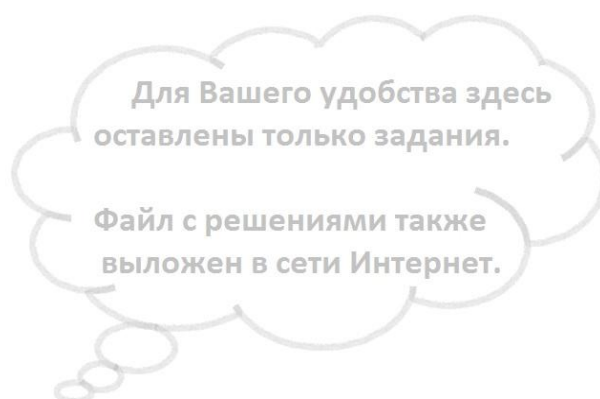 Для Вашего удобства здесь
оставлены только задания.
Файл с решениями также
выложен в сети Интернет.